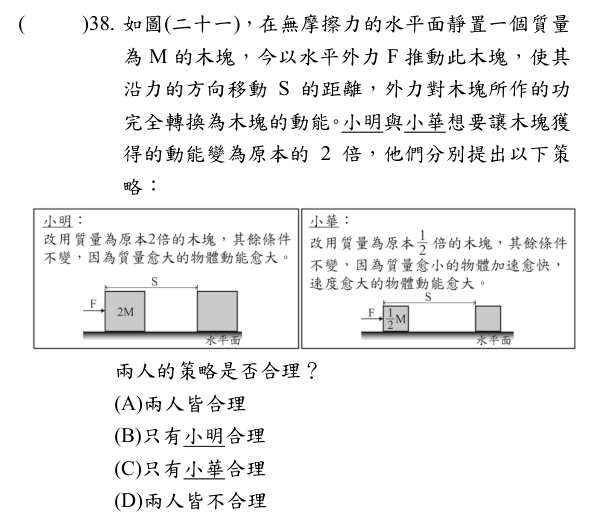 (          )38. 如圖(二十一)，在無摩擦力的水平面靜置一個質量
為 M 的木塊，今以水平外力 F 推動此木塊，使其
沿力的方向移動 S 的距離，外力對木塊所作的功
完全轉換為木塊的動能。小明與小華想要讓木塊獲
得的動能變為原本的 2 倍，他們分別提出以下策
略：
小明：
改用質量為原本2倍的木塊，其餘條件
不變，因為質量愈大的物體動能愈大。
S
F
2M
水平面
小華：
改用質量為原本 1/2 倍的木塊，其餘條件
不變，因為質量愈小的物體加速愈快，
速度愈大的物體動能愈大。
S
F
1/2 M
水平面
兩人的策略是否合理？
(A)兩人皆合理
(B)只有小明合理
(C)只有小華合理
(D)兩人皆不合理